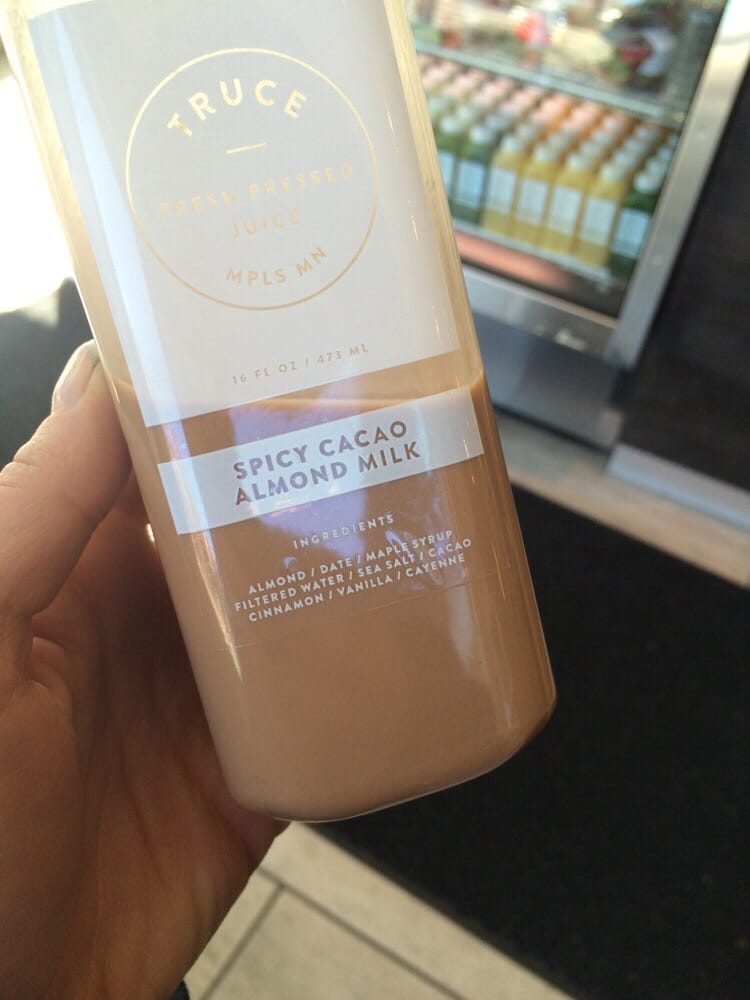 TRUCE
FRESH PRESSED
JUICE
MPLS MN
16 FL OZ / 473 ML
SPICY CACAO
ALMOND MILK
INGREDIENTS
ALMOND / DATE / MAPLE SYRUP
FILTERED WATER / SEA SALT / CACAO
CINNAMON / VANILLA / CAYENNE